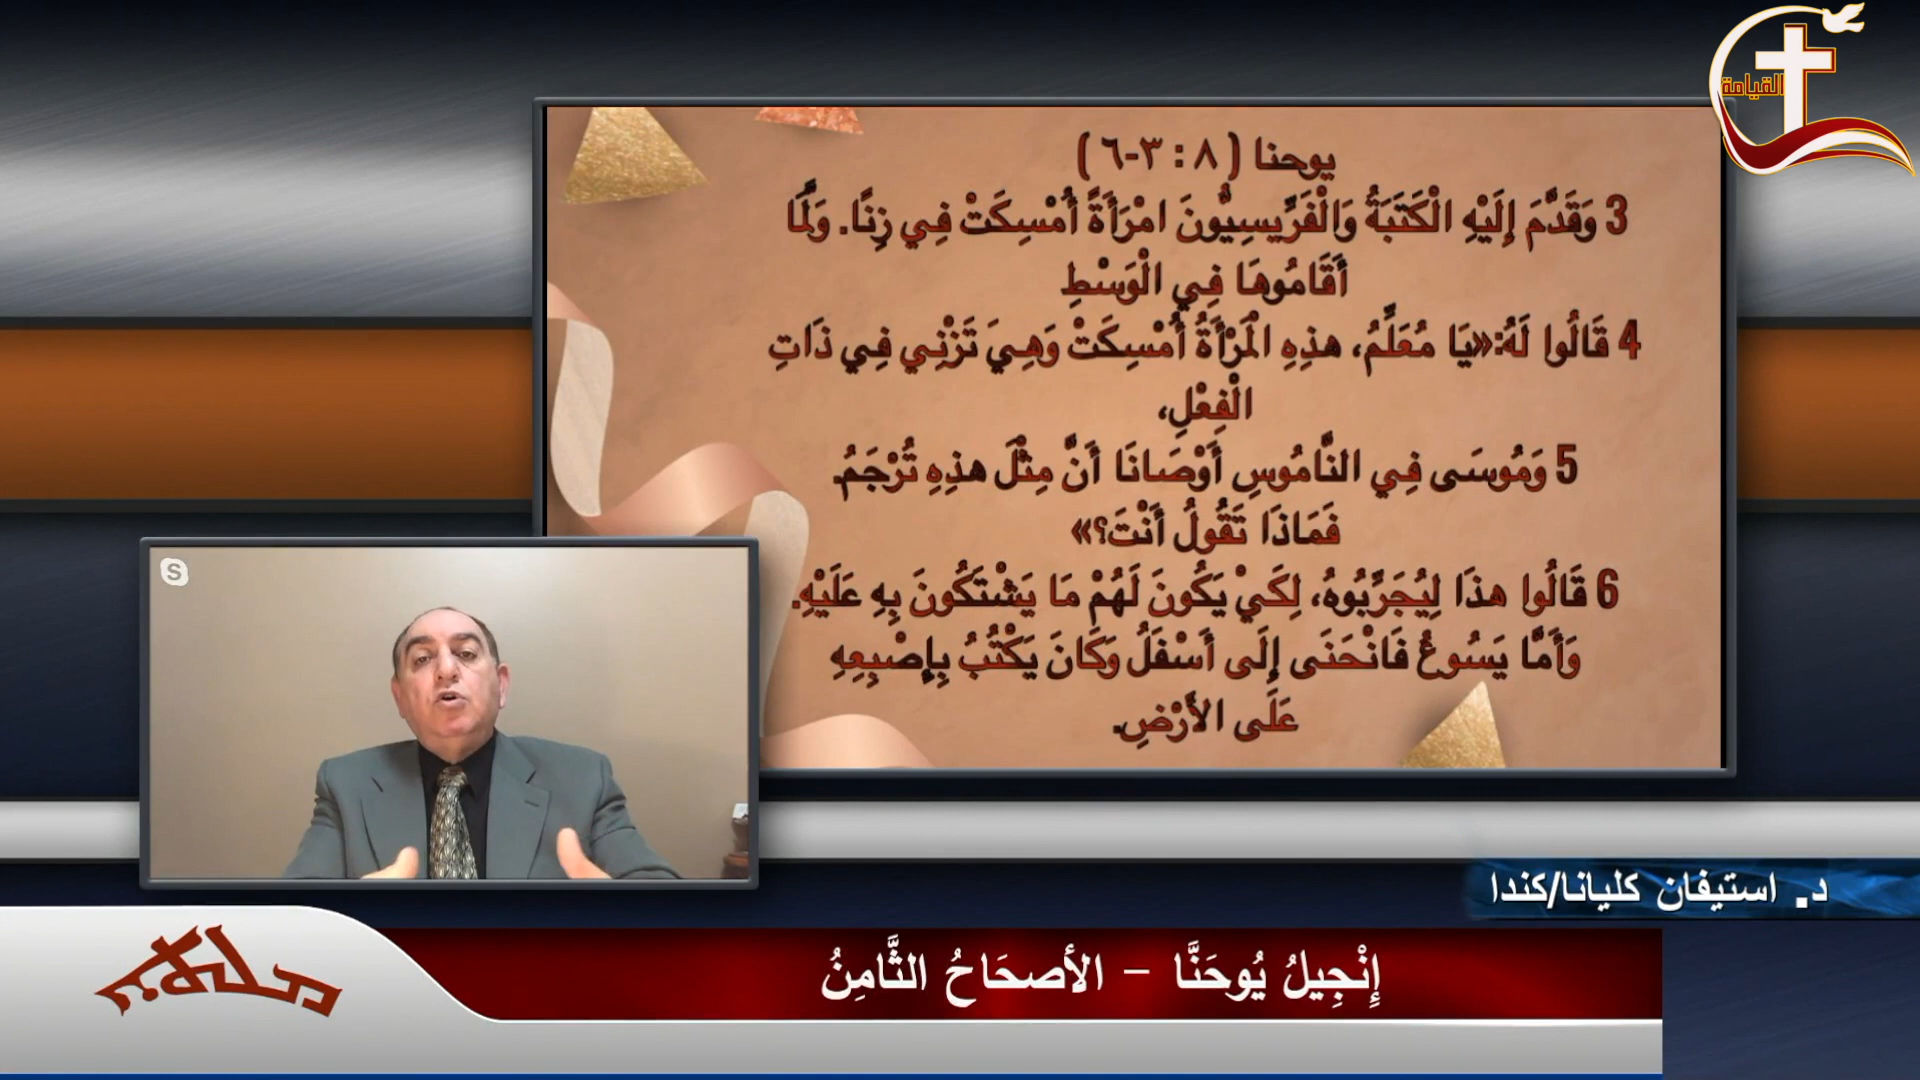 القيامة
يوحنا ( ٨ : ٣-٦ )
3 وَقَدَّمَ إِلَيْهِ الْكَتَبَةُ وَالْفَرِّيسِيُّونَ امْرَأَةً أُمْسِكَتْ فِي زِنًا. وَلَمَّا
أَقَامُوهَا فِي الْوَسْطِ
4 قَالُوا لَهُ:«يَا مُعَلِّمُ، هذِهِ الْمَرْأَةُ أُمْسِكَتْ وَهِيَ تَزْنِي فِي ذَاتِ
الْفِعْلِ،
5 وَمُوسَى فِي النَّامُوسِ أَوْصَانَا أَنَّ مِثْلَ هذِهِ تُرْجَمُ.
فَمَاذَا تَقُولُ أَنْتَ؟»
6 قَالُوا هذَا لِيُجَرِّبُوهُ، لِكَيْ يَكُونَ لَهُمْ مَا يَشْتَكُونَ بِهِ عَلَيْهِ.
وَأَمَّا يَسُوعُ فَانْحَنَى إِلَى أَسْفَلُ وَكَانَ يَكْتُبُ بِإِصْبِعِهِ
عَلَى الأَرْضِ.
S
د. استيفان كليانا/كندا
إِنْجِيلُ يُوحَنَّا – الأصحَاحُ الثَّامِنُ